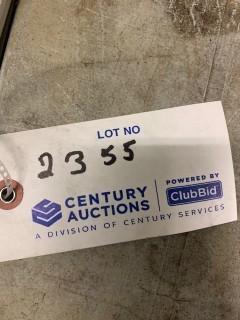 LOT NO
2355
CENTURY AUCTIONS
POWERED BY
ClubBid
A DIVISION OF CENTURY SERVICES